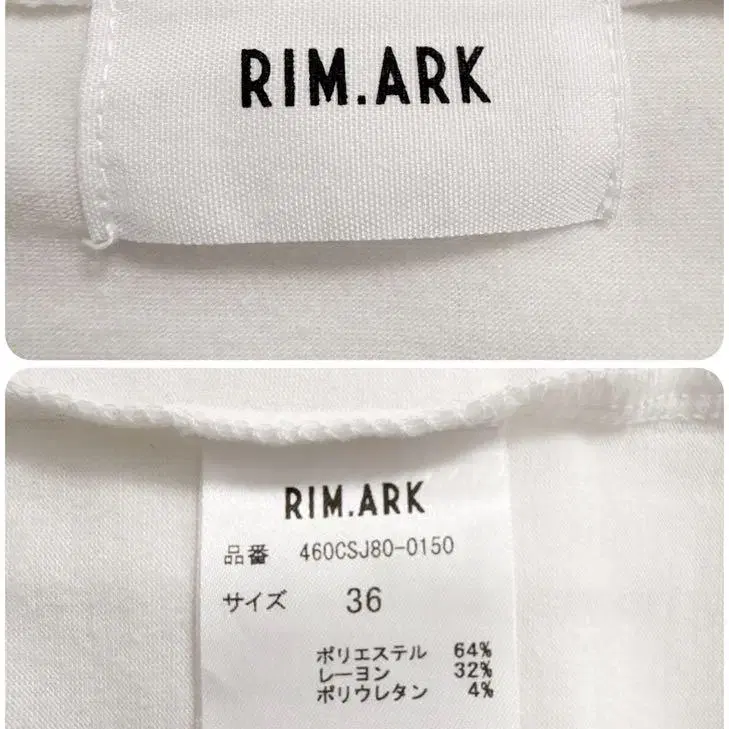 RIM.ARK
RIM.ARK
品番 460CSJ80-0150
サイズ 36
ポリエステル 64%
レーヨン 32%
ポリウレタン 4%